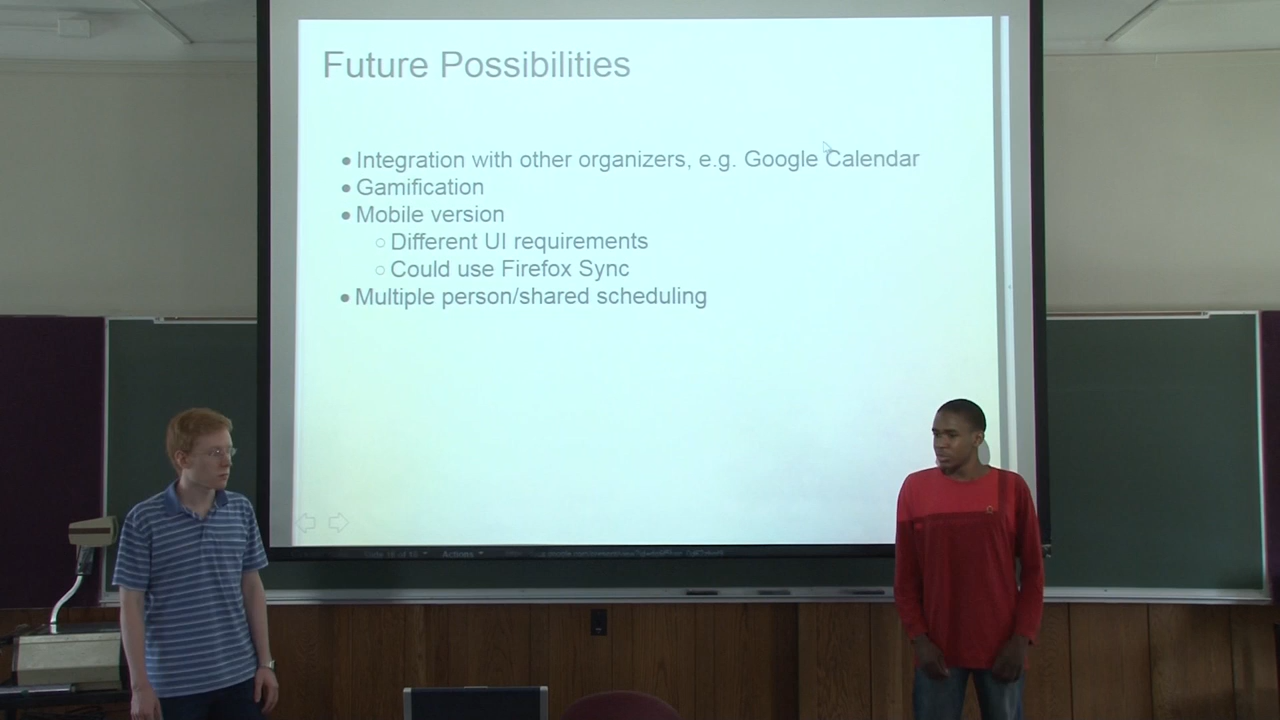 Future Possibilities
● Integration with other organizers, e.g. Google Calendar
● Gamification
● Mobile version
○ Different UI requirements
○ Could use Firefox Sync
● Multiple person/shared scheduling
Actions